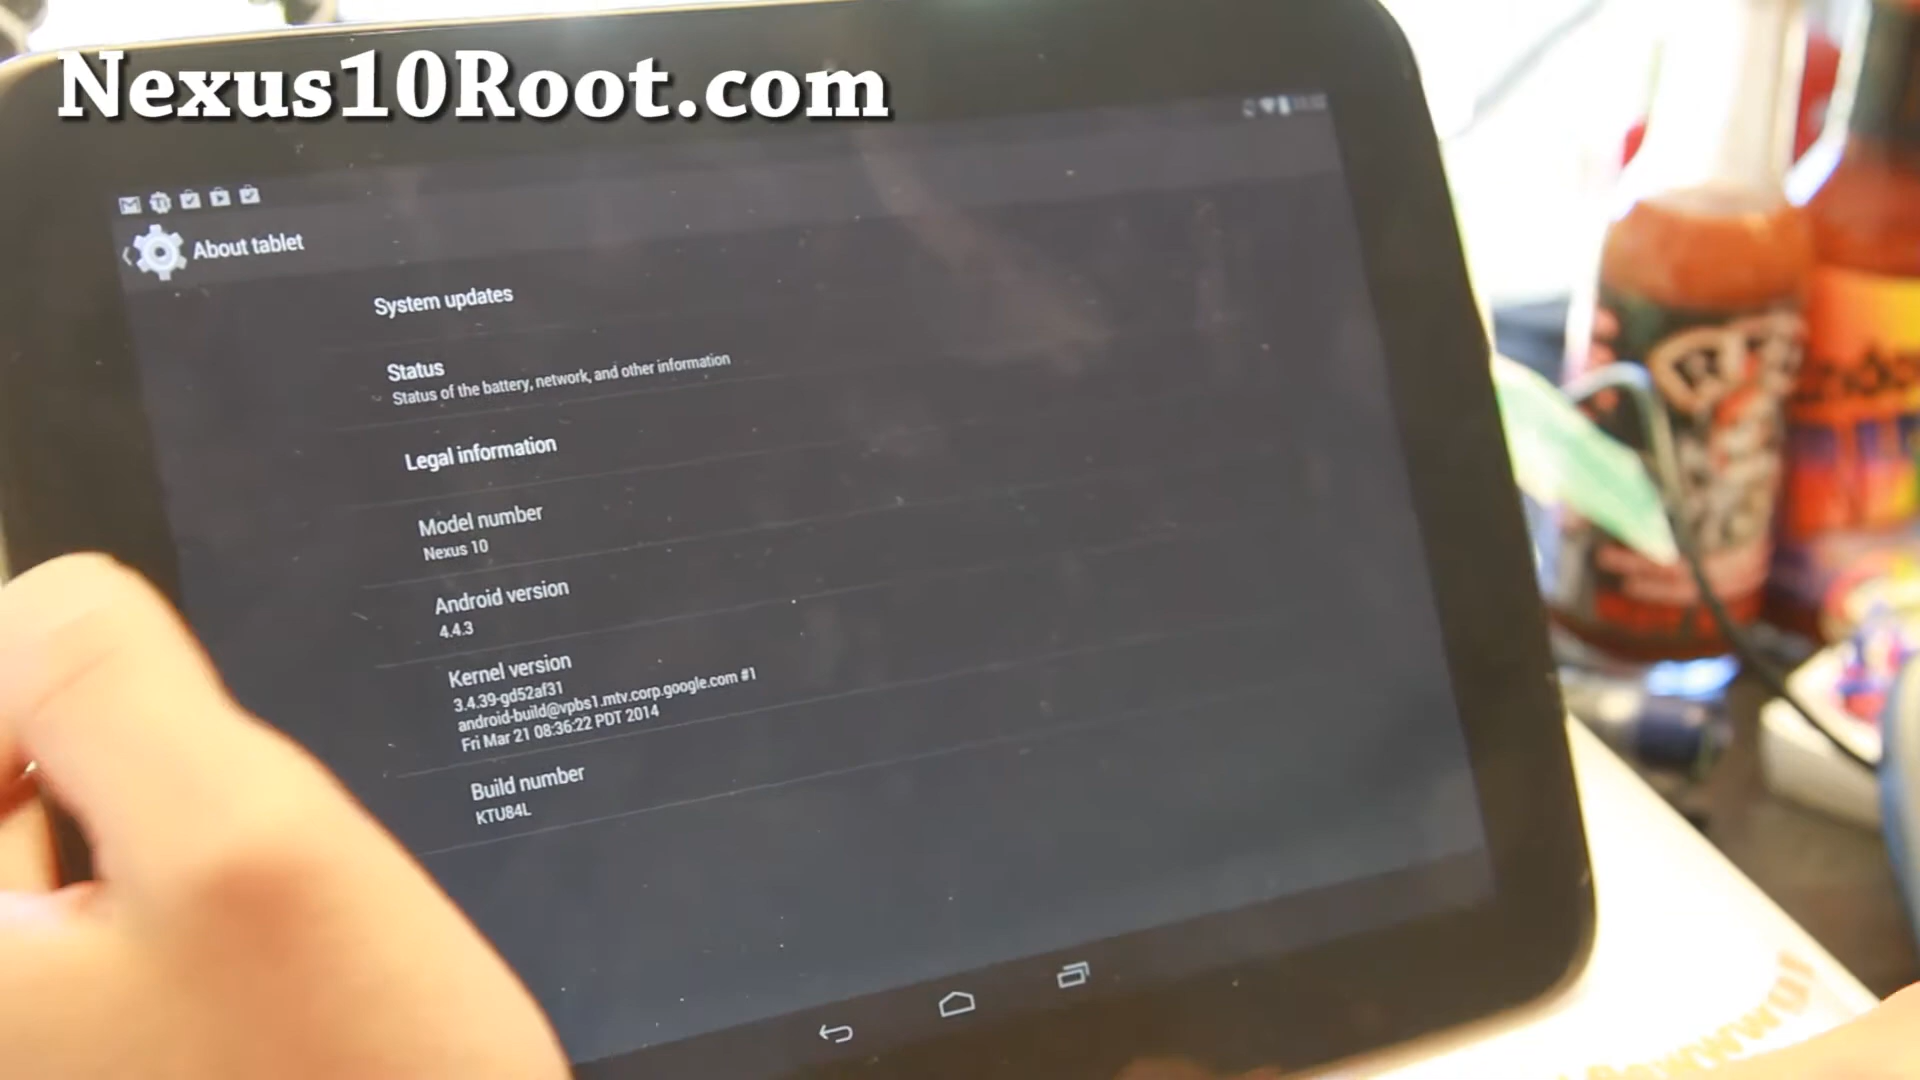 Nexus10Root.com
About tablet
System updates
Status
Status of the battery, network, and other information
Legal information
Model number
Nexus 10
Android version
4.4.3
Kernel version
3.4.39-gd52af31
android-build@vpbs1.mtv.corp.google.com #1
Fri Mar 21 08:36:22 PDT 2014
Build number
KTU84L